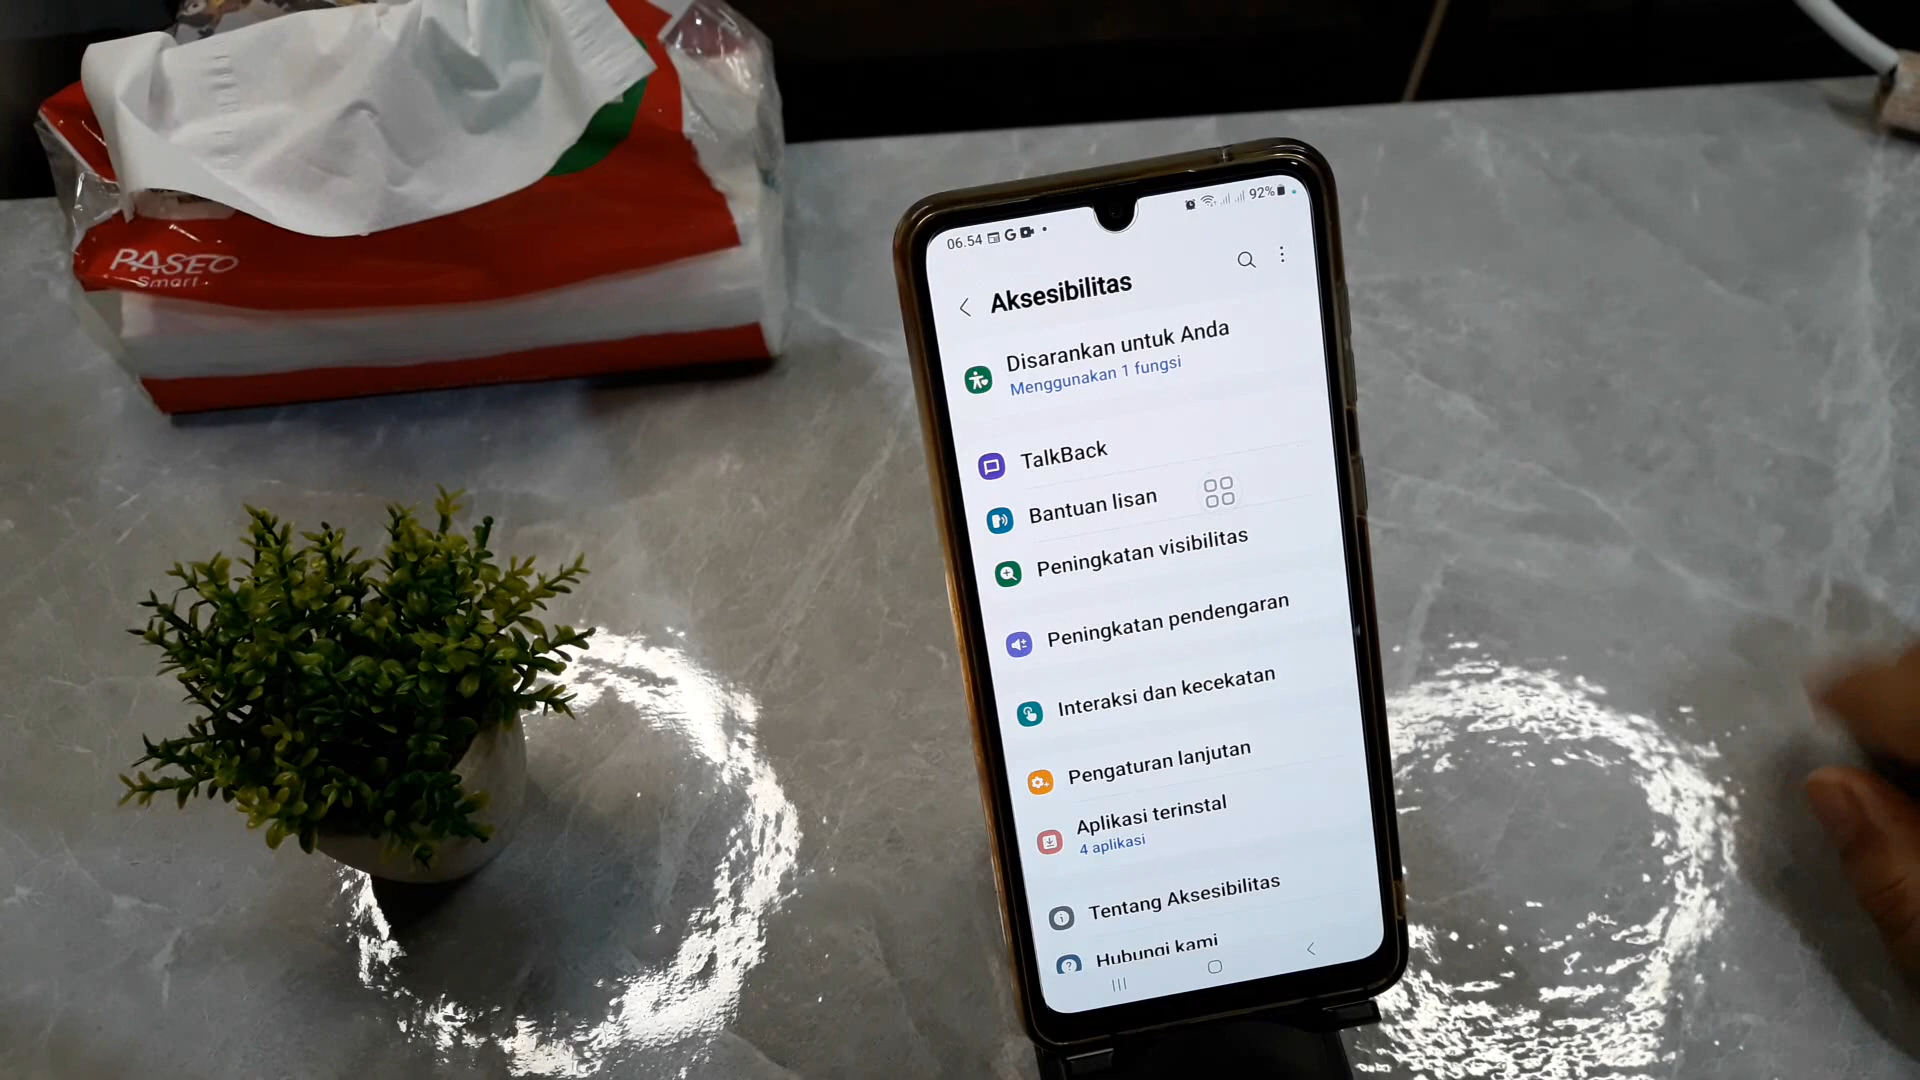 PASEO
Smart
06.54
92%
Aksesibilitas
Disarankan untuk Anda
Menggunakan 1 fungsi
TalkBack
Bantuan lisan
Peningkatan visibilitas
Peningkatan pendengaran
Interaksi dan kecekatan
Pengaturan lanjutan
Aplikasi terinstal
4 aplikasi
Tentang Aksesibilitas
Hubungi kami